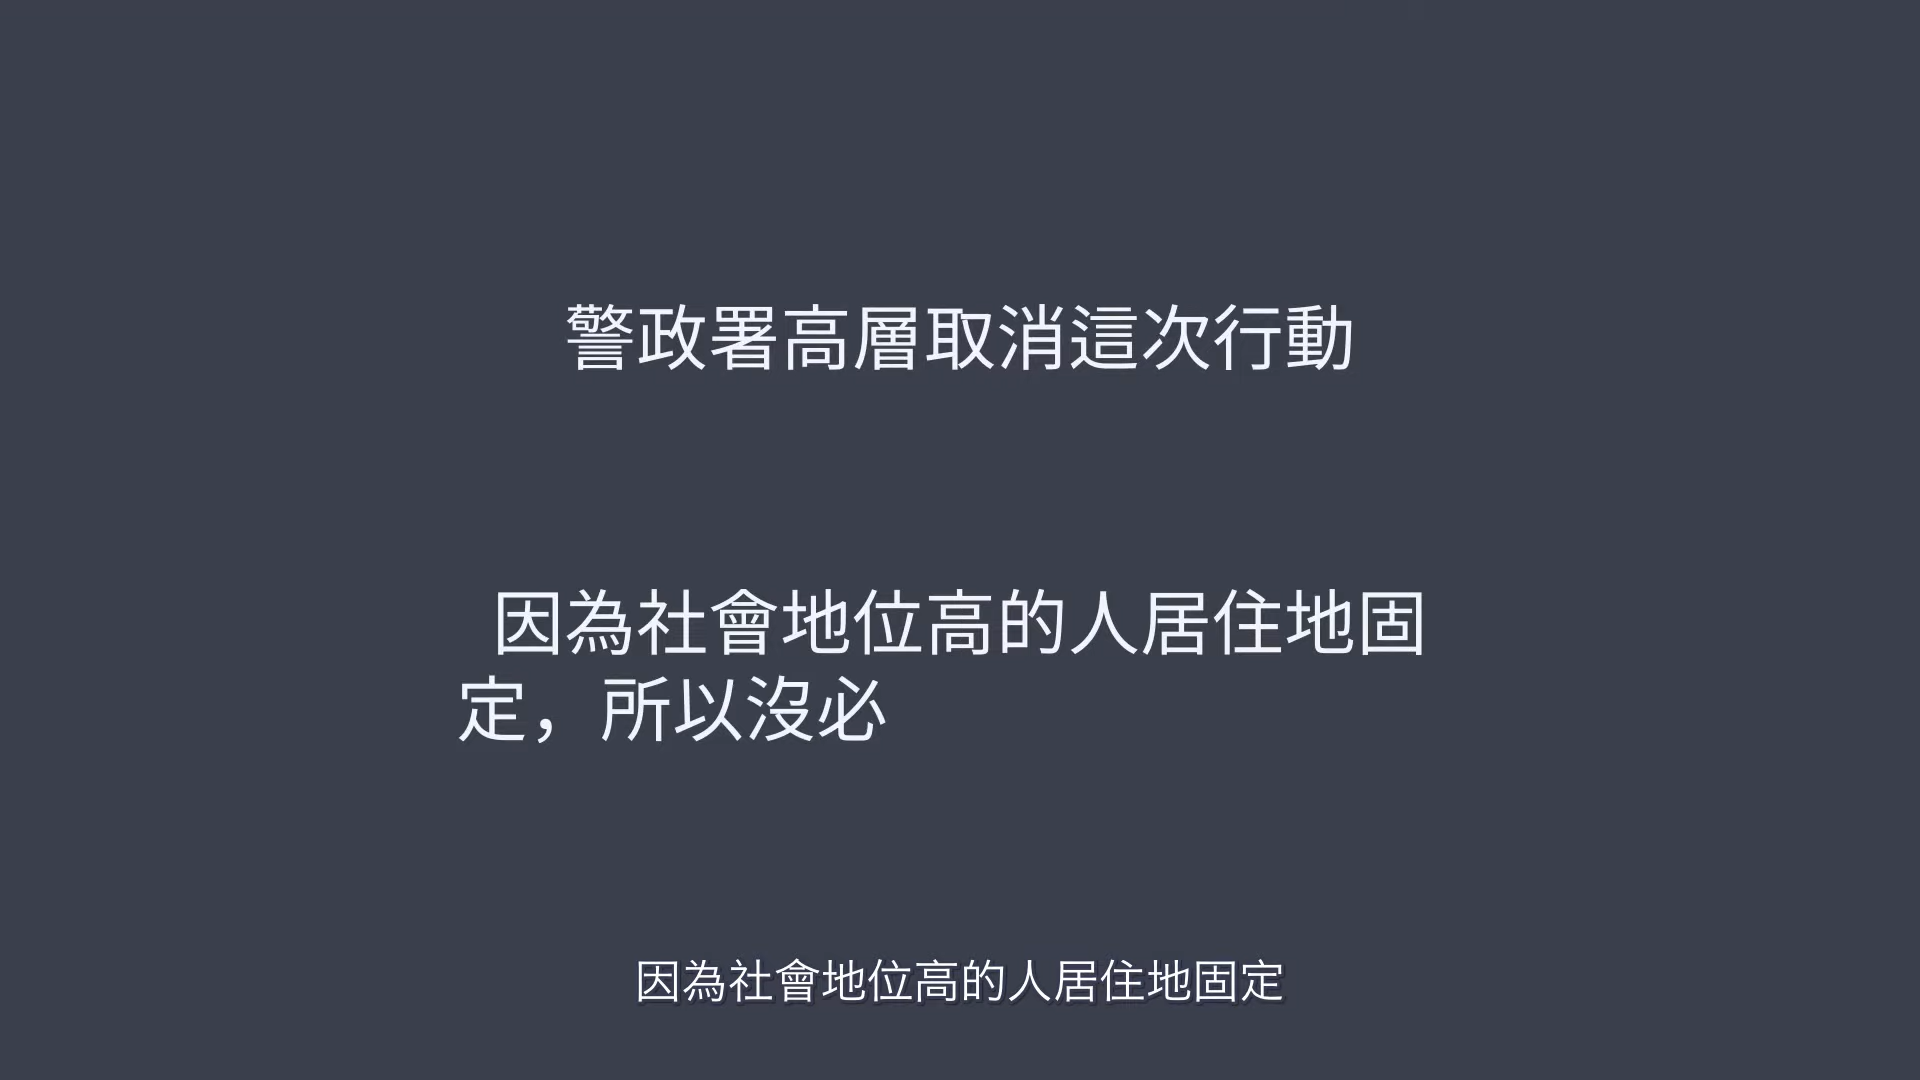 警政署高層取消這次行動
因為社會地位高的人居住地固
定，所以沒必
因為社會地位高的人居住地固定